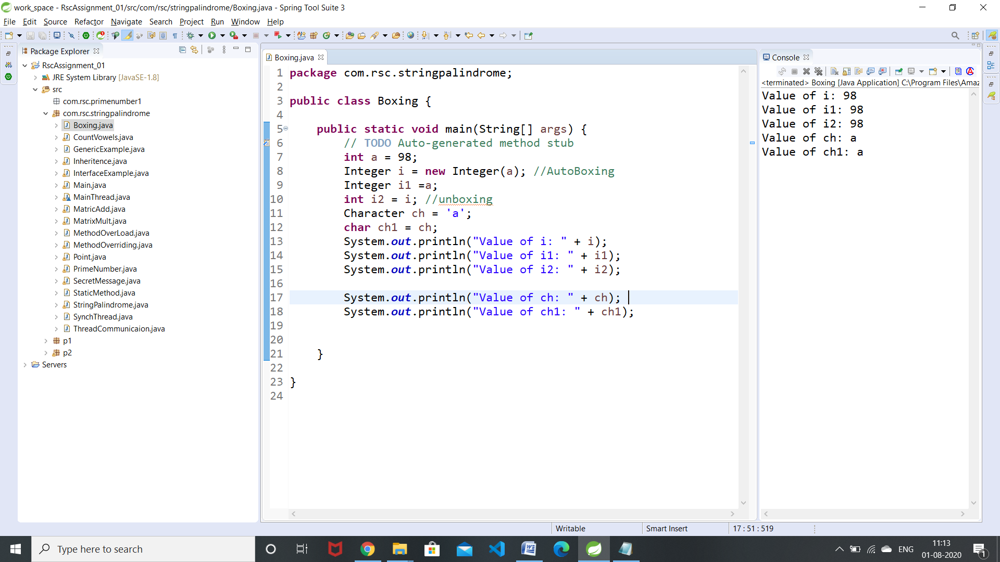 work_space - RscAssignment_01/src/com/rsc/stringpalindrome/Boxing.java - Spring Tool Suite 3
File Edit Source Refactor Navigate Search Project Run Window Help
Package Explorer
RscAssignment_01
JRE System Library [JavaSE-1.8]
src
com.rsc.primenumber1
com.rsc.stringpalindrome
Boxing.java
CountVowels.java
GenericExample.java
Inheritence.java
InterfaceExample.java
Main.java
MainThread.java
MatricAdd.java
MatrixMult.java
MethodOverLoad.java
MethodOverriding.java
Point.java
PrimeNumber.java
SecretMessage.java
StaticMethod.java
StringPalindrome.java
SynchThread.java
ThreadCommunicaion.java
p1
p2
Servers
Boxing.java
1 package com.rsc.stringpalindrome;
2
3 public class Boxing {
4
5 public static void main(String[] args) {
6 // TODO Auto-generated method stub
7 int a = 98;
8 Integer i = new Integer(a); //AutoBoxing
9 Integer i1 =a;
10 int i2 = i; //unboxing
11 Character ch = 'a';
12 char ch1 = ch;
13 System.out.println("Value of i: " + i);
14 System.out.println("Value of i1: " + i1);
15 System.out.println("Value of i2: " + i2);
16
17 System.out.println("Value of ch: " + ch);
18 System.out.println("Value of ch1: " + ch1);
19
20
21 }
22
23 }
24
Console
<terminated> Boxing [Java Application] C:\Program Files\Amaz
Value of i: 98
Value of i1: 98
Value of i2: 98
Value of ch: a
Value of ch1: a
Writable Smart Insert 17 : 51 : 519
Type here to search
ENG
11:13
01-08-2020
1